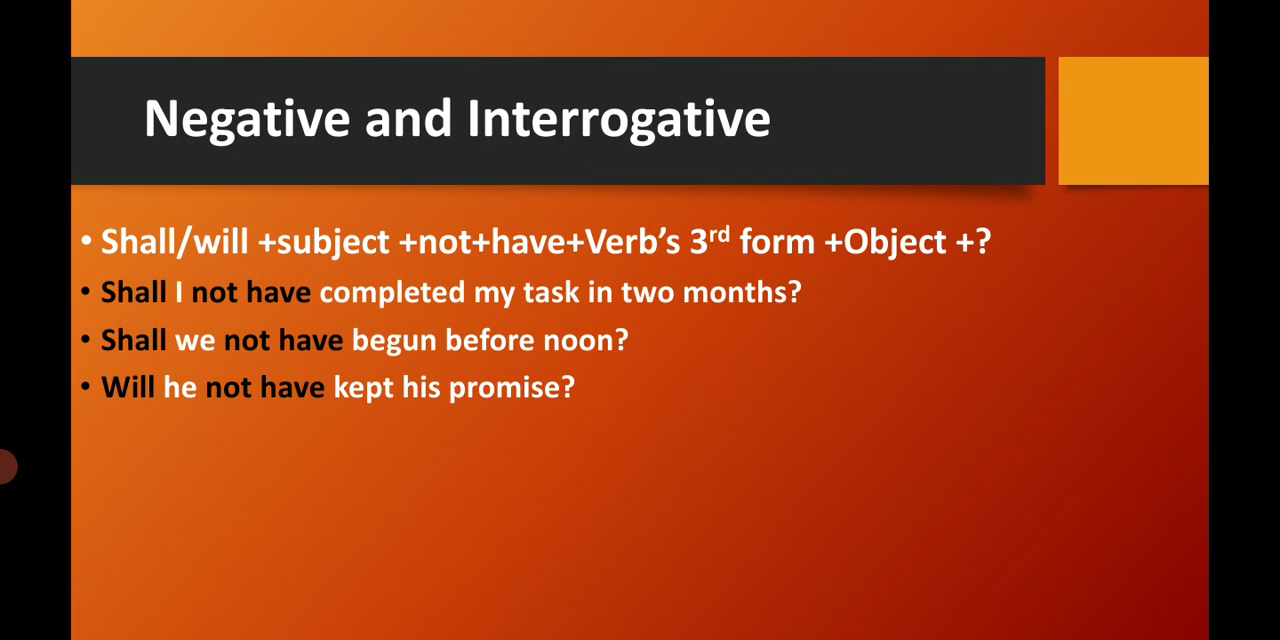 Negative and Interrogative
• Shall/will +subject +not+have+Verb’s 3rd form +Object +?
• Shall I not have completed my task in two months?
• Shall we not have begun before noon?
• Will he not have kept his promise?